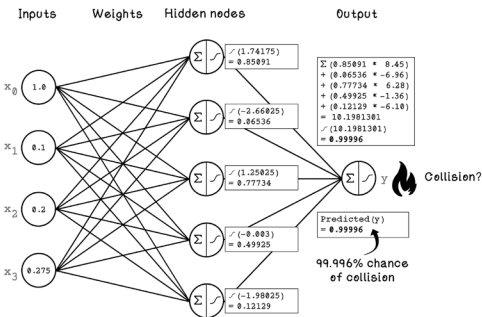 Inputs
Weights
Hidden nodes
Output
x0
1.0
x1
0.1
x2
0.2
x3
0.275
Σ
(1.74175)
= 0.85091
Σ
(-2.66025)
= 0.06536
Σ
(1.25025)
= 0.77734
Σ
(-0.003)
= 0.49925
Σ
(-1.98025)
= 0.12129
Σ (0.85091 * 8.45)
+ (0.06536 * -6.96)
+ (0.77734 * 6.28)
+ (0.49925 * -1.36)
+ (0.12129 * -6.10)
= 10.1981301
(10.1981301)
= 0.99996
Σ
y
Collision?
Predicted(y)
= 0.99996
99.996% chance
of collision